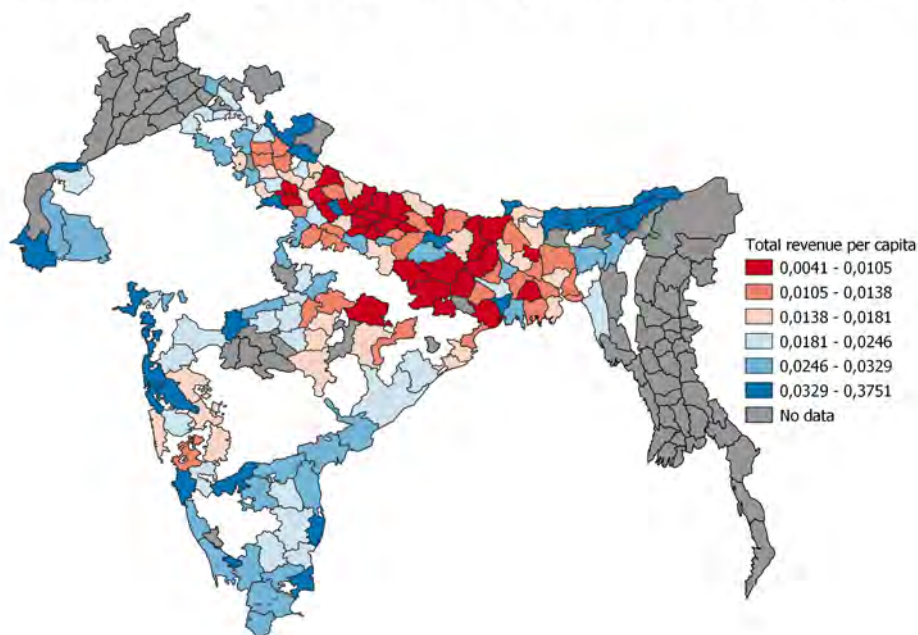 Total revenue per capita
0,0041 - 0,0105
0,0105 - 0,0138
0,0138 - 0,0181
0,0181 - 0,0246
0,0246 - 0,0329
0,0329 - 0,3751
No data